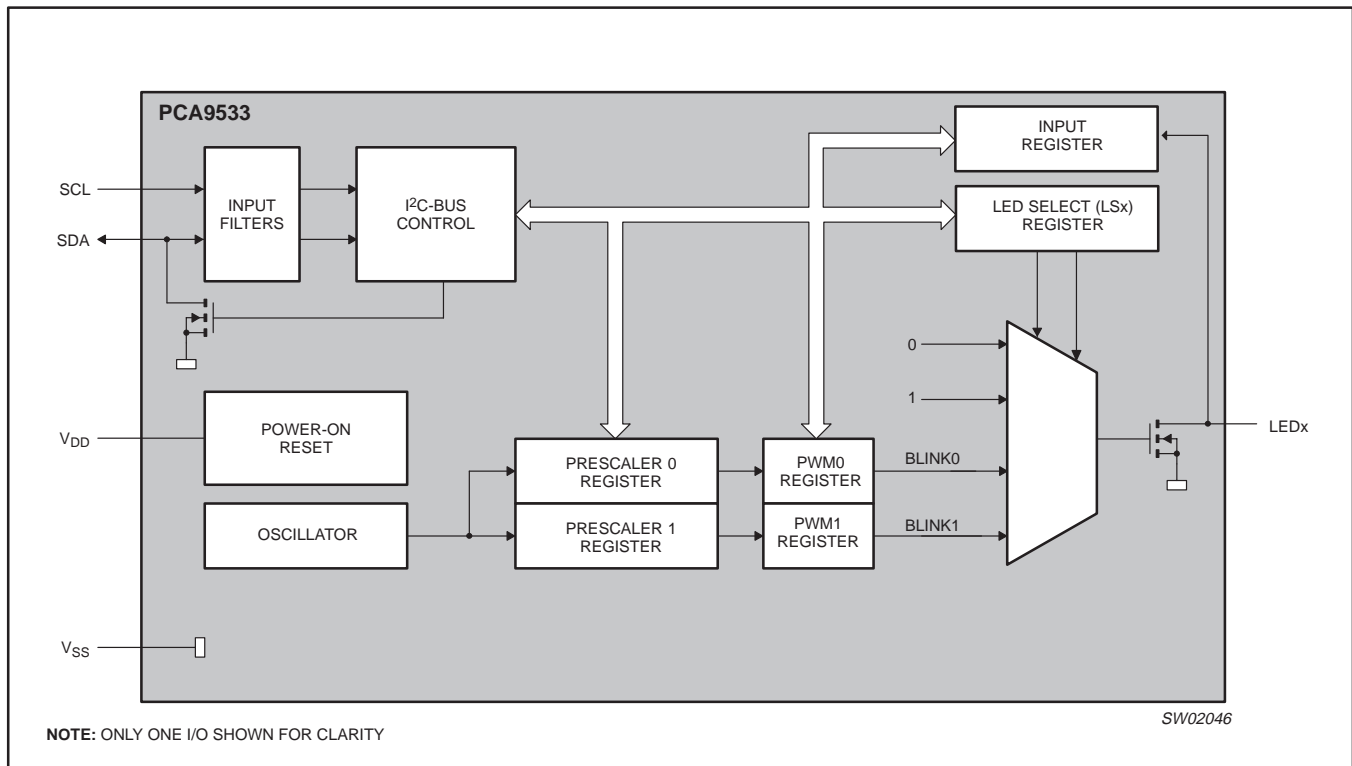 PCA9533
SCL
SDA
INPUT
FILTERS
I²C-BUS
CONTROL
INPUT
REGISTER
LED SELECT (LSx)
REGISTER
0
1
VDD
POWER-ON
RESET
OSCILLATOR
PRESCALER 0
REGISTER
PRESCALER 1
REGISTER
PWM0
REGISTER
PWM1
REGISTER
BLINK0
BLINK1
LEDx
VSS
SW02046
NOTE: ONLY ONE I/O SHOWN FOR CLARITY